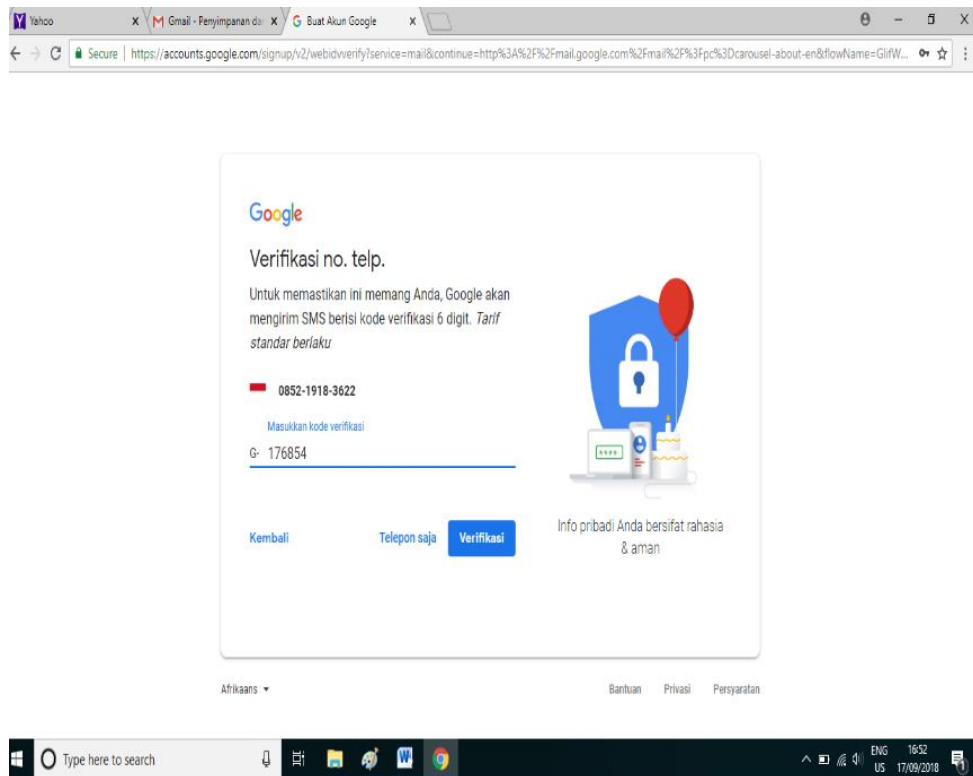 Yahoo
Gmail - Penyimpanan da
Buat Akun Google
Secure
https://accounts.google.com/signup/v2/webidvverify?service=mail&continue=http%3A%2F%2Fmail.google.com%2Fmail%2F%3Fpc%3Dcarousel-about-en&flowName=GlifW...
Google
Verifikasi no. telp.
Untuk memastikan ini memang Anda, Google akan
mengirim SMS berisi kode verifikasi 6 digit. Tarif
standar berlaku
0852-1918-3622
Masukkan kode verifikasi
G- 176854
Kembali
Telepon saja
Verifikasi
Info pribadi Anda bersifat rahasia
& aman
Afrikaans
Bantuan
Privasi
Persyaratan
Type here to search
ENG
US
16:52
17/09/2018